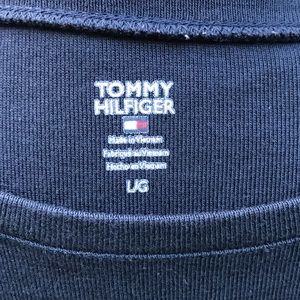 TOMMY
HILFIGER
Made in Vietnam
Fabriqué au Vietnam
Hecho en Vietnam
L/G